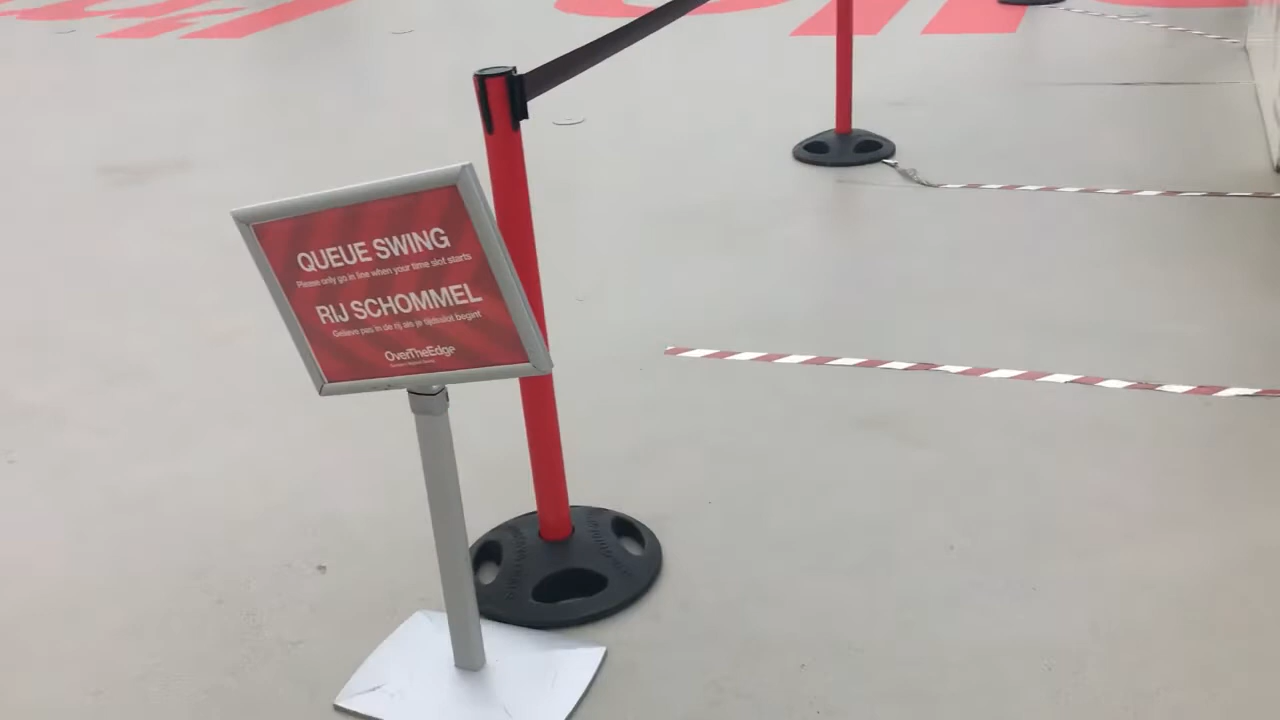 QUEUE SWING
Please only go in line when your time slot starts
RIJ SCHOMMEL
Gelieve pas in de rij als je tijdsslot begint
OverTheEdge